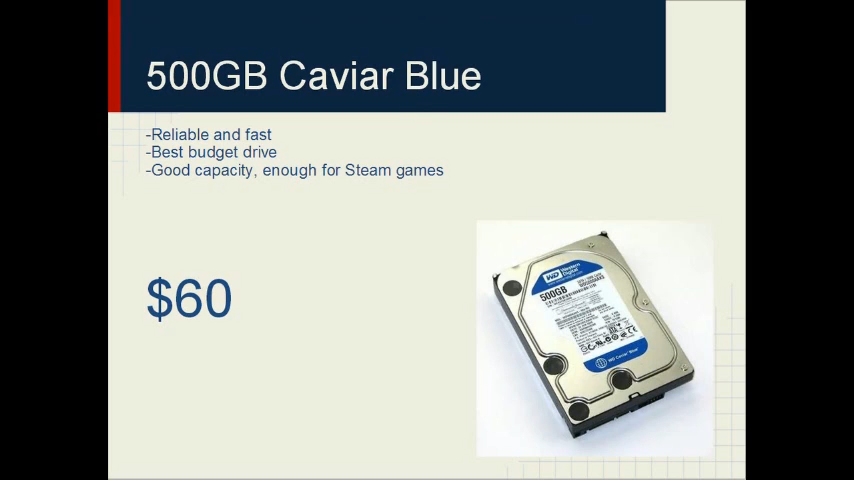 500GB Caviar Blue
-Reliable and fast
-Best budget drive
-Good capacity, enough for Steam games
$60
WD Western
Digital
500GB
WD Caviar Blue